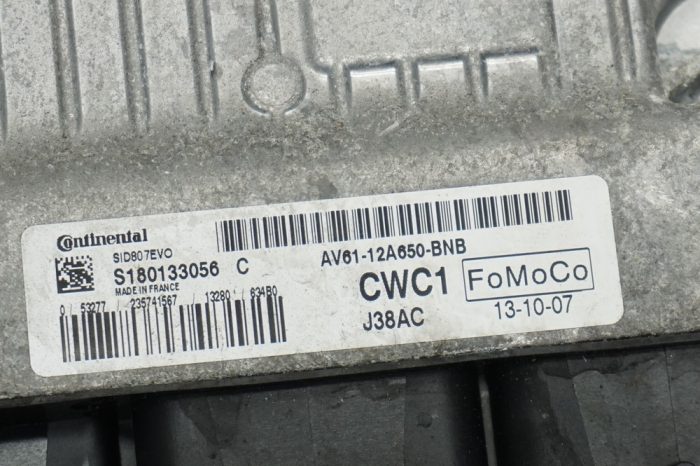 Continental
SID807EVO
S180133056 C
MADE IN FRANCE
0 53277 / 235741567 / 13280 / 834B0
AV61-12A650-BNB
CWC1
FoMoCo
J38AC
13-10-07